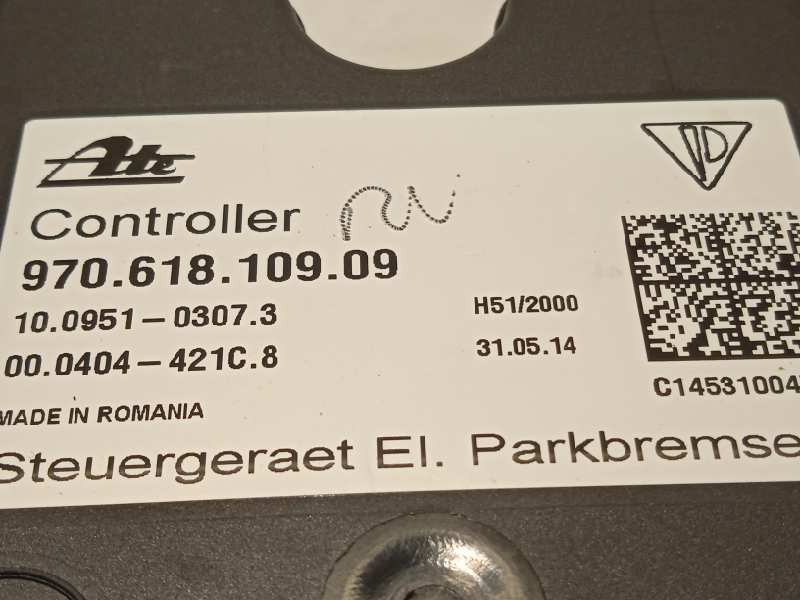 Ate
Controller
970.618.109.09
10.0951-0307.3
H51/2000
00.0404-421C.8
31.05.14
C14531004
MADE IN ROMANIA
Steuergeraet El. Parkbremse